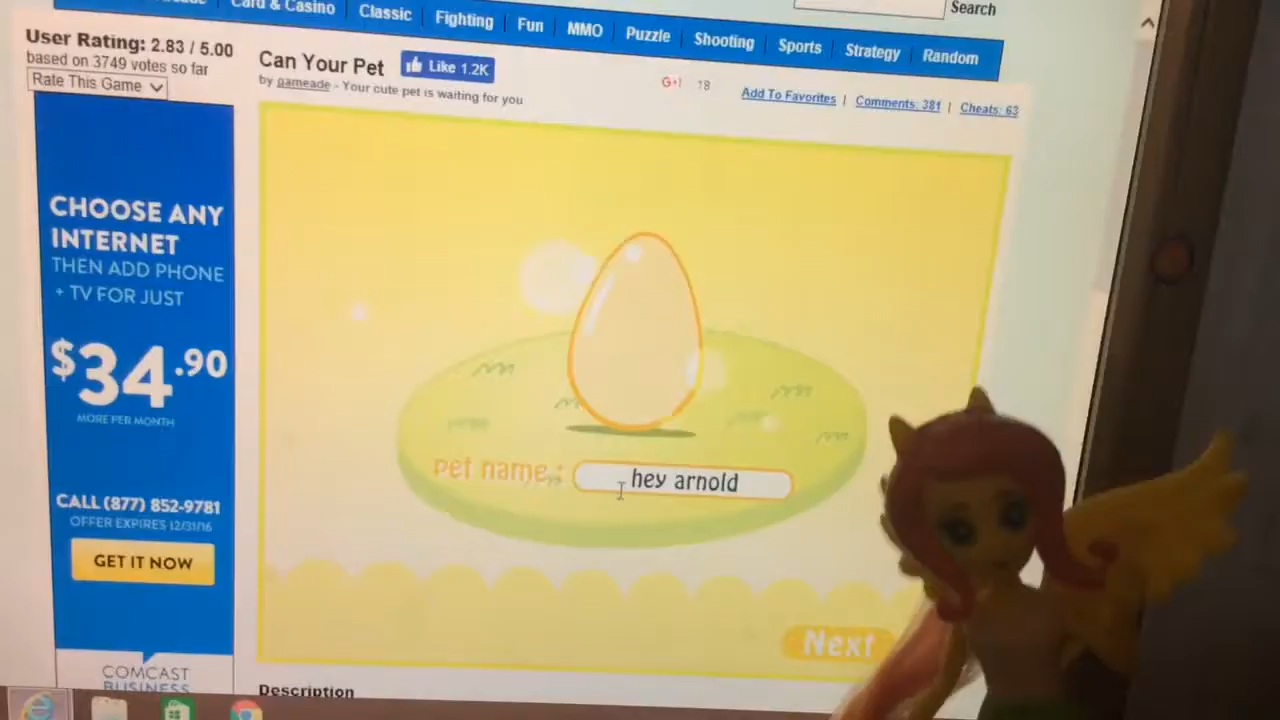 Card & Casino Classic Fighting Fun MMO Puzzle Shooting Sports Strategy Random
Search
User Rating: 2.83 / 5.00
based on 3749 votes so far
Rate This Game
Can Your Pet
Like 1.2K
by gameade - Your cute pet is waiting for you
G+1 18
Add To Favorites | Comments: 381 | Cheats: 63
CHOOSE ANY
INTERNET
THEN ADD PHONE
+ TV FOR JUST
$34.90
MORE PER MONTH
CALL (877) 852-9781
OFFER EXPIRES 12/31/16
GET IT NOW
COMCAST
BUSINESS
pet name : hey arnold
Next
Description